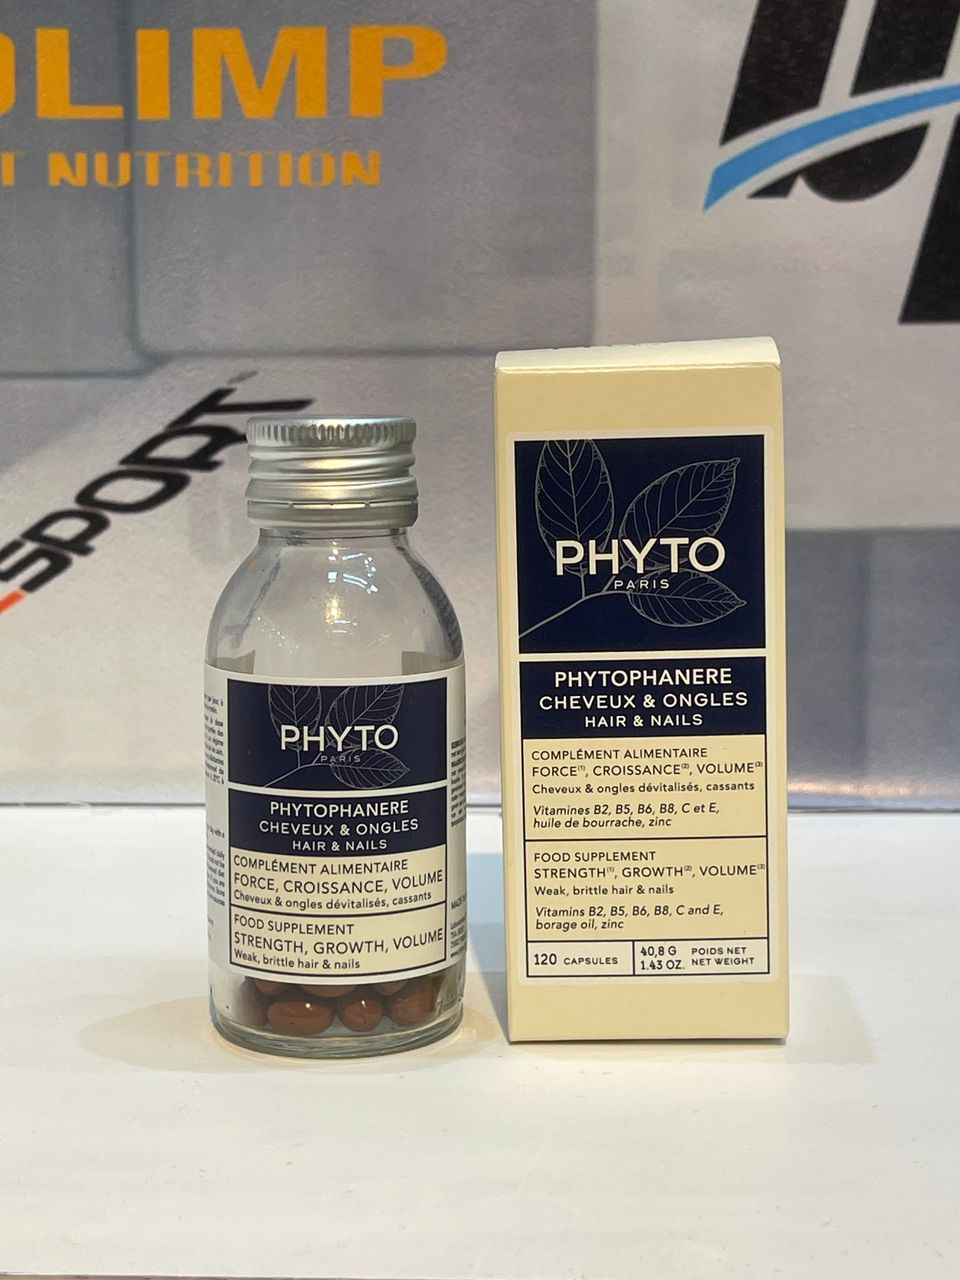 OLIMP
T NUTRITION
SPORT
PHYTO
PARIS
PHYTOPHANERE
CHEVEUX & ONGLES
HAIR & NAILS
COMPLÉMENT ALIMENTAIRE
FORCE, CROISSANCE, VOLUME
Cheveux & ongles dévitalisés, cassants
FOOD SUPPLEMENT
STRENGTH, GROWTH, VOLUME
Weak, brittle hair & nails
PHYTO
PARIS
PHYTOPHANERE
CHEVEUX & ONGLES
HAIR & NAILS
COMPLÉMENT ALIMENTAIRE
FORCE⁽¹⁾, CROISSANCE⁽²⁾, VOLUME⁽³⁾
Cheveux & ongles dévitalisés, cassants
Vitamines B2, B5, B6, B8, C et E,
huile de bourrache, zinc
FOOD SUPPLEMENT
STRENGTH⁽¹⁾, GROWTH⁽²⁾, VOLUME⁽³⁾
Weak, brittle hair & nails
Vitamins B2, B5, B6, B8, C and E,
borage oil, zinc
120 CAPSULES
40,8 G POIDS NET
1.43 OZ. NET WEIGHT